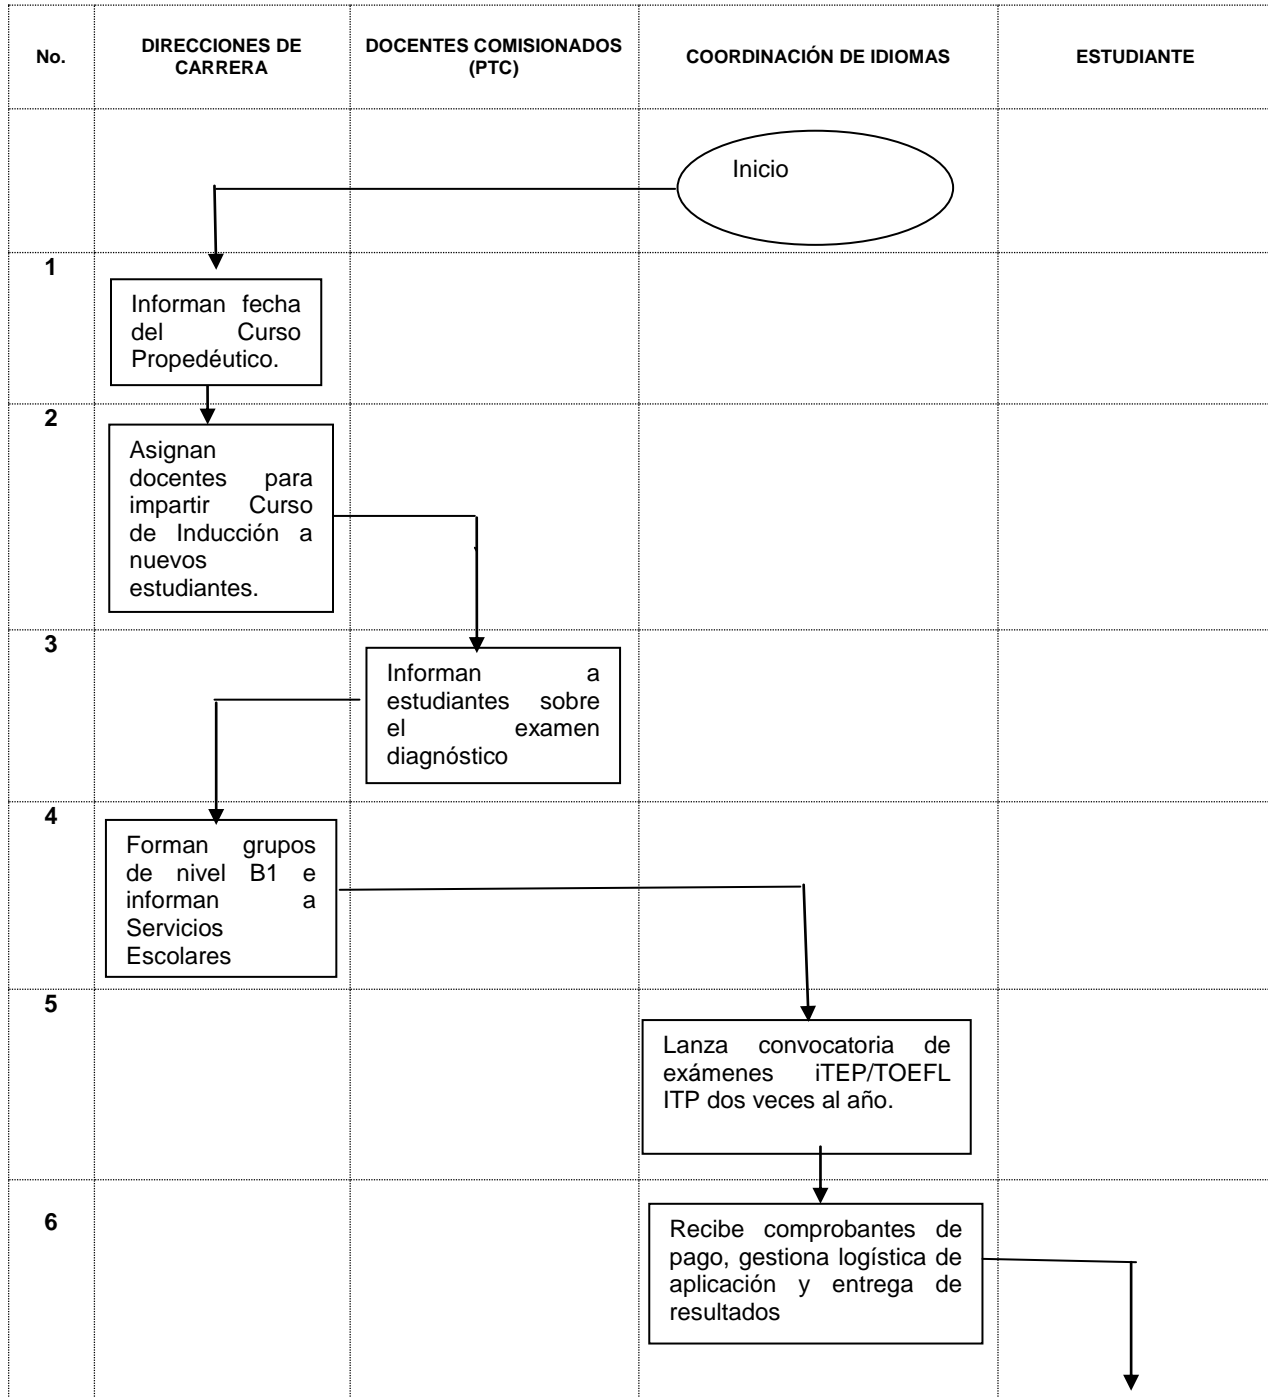 No.
DIRECCIONES DE
CARRERA
DOCENTES COMISIONADOS
(PTC)
COORDINACIÓN DE IDIOMAS
ESTUDIANTE
Inicio
1
Informan fecha
del Curso
Propedéutico.
2
Asignan
docentes para
impartir Curso
de Inducción a
nuevos
estudiantes.
3
Informan a
estudiantes sobre
el examen
diagnóstico
4
Forman grupos
de nivel B1 e
informan a
Servicios
Escolares
5
Lanza convocatoria de
exámenes iTEP/TOEFL
ITP dos veces al año.
6
Recibe comprobantes de
pago, gestiona logística de
aplicación y entrega de
resultados